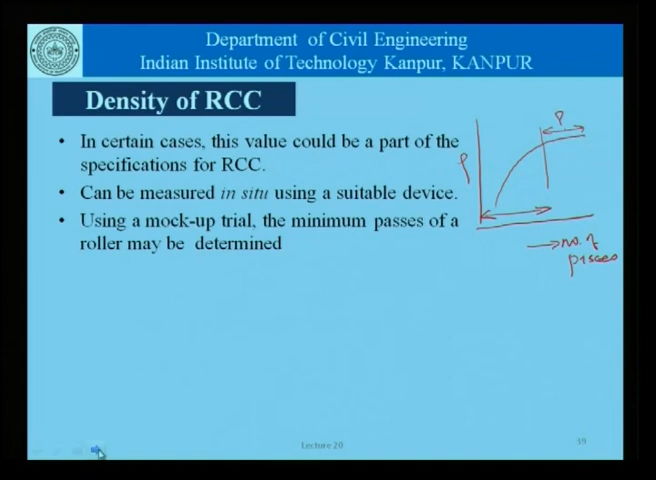 Department of Civil Engineering
Indian Institute of Technology Kanpur, KANPUR
Density of RCC
• In certain cases, this value could be a part of the
specifications for RCC.
• Can be measured in situ using a suitable device.
• Using a mock-up trial, the minimum passes of a
roller may be determined
ρ
ρ
no. of
passes
Lecture 20
39